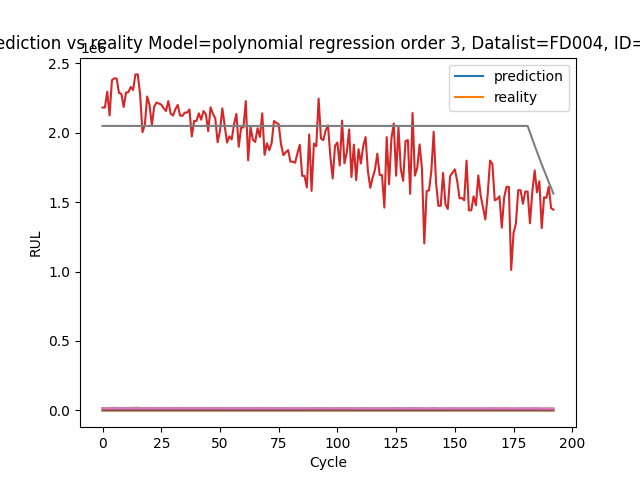 ediction vs reality Model=polynomial regression order 3, Datalist=FD004, ID=
1e6
2.5
2.0
1.5
1.0
0.5
0.0
RUL
prediction
reality
0 25 50 75 100 125 150 175 200
Cycle